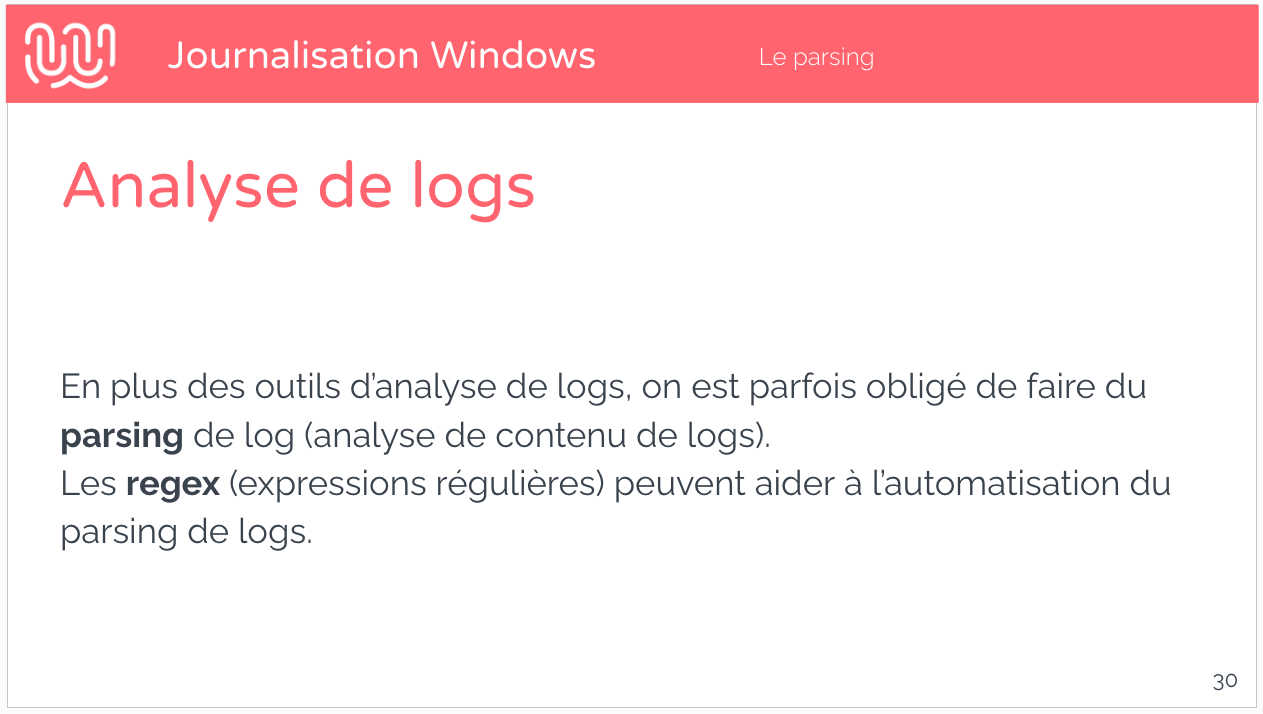 Journalisation Windows
Le parsing
Analyse de logs
En plus des outils d’analyse de logs, on est parfois obligé de faire du
parsing de log (analyse de contenu de logs).
Les regex (expressions régulières) peuvent aider à l’automatisation du
parsing de logs.
30